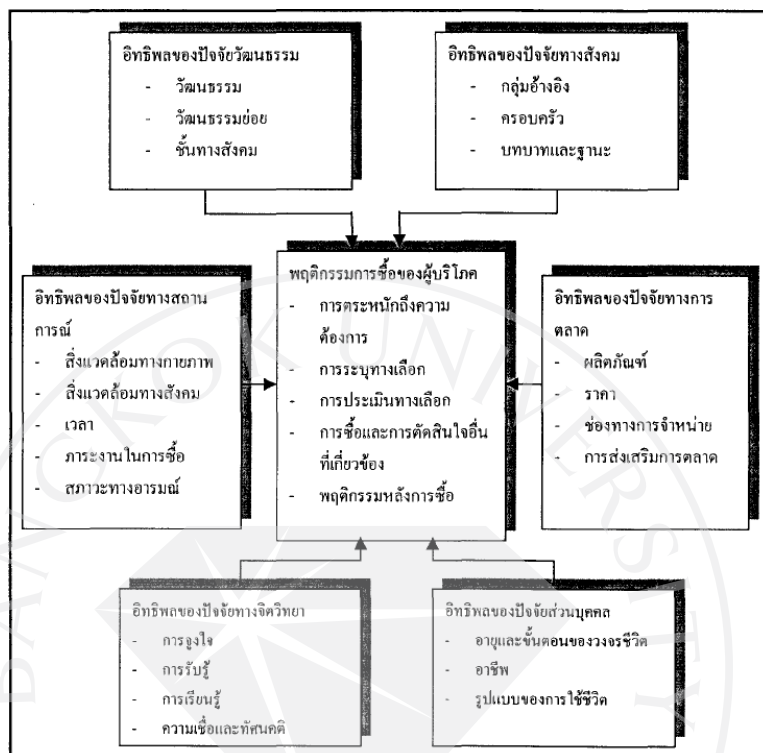 อิทธิพลของปัจจัยวัฒนธรรม
- วัฒนธรรม
- วัฒนธรรมย่อย
- ชั้นทางสังคม
อิทธิพลของปัจจัยทางสังคม
- กลุ่มอ้างอิง
- ครอบครัว
- บทบาทและฐานะ
อิทธิพลของปัจจัยทางสถาน
การณ์
- สิ่งแวดล้อมทางกายภาพ
- สิ่งแวดล้อมทางสังคม
- เวลา
- ภาระงานในการซื้อ
- สภาวะทางอารมณ์
พฤติกรรมการซื้อของผู้บริโภค
- การตระหนักถึงความ
ต้องการ
- การระบุทางเลือก
- การประเมินทางเลือก
- การซื้อและการตัดสินใจอื่น
ที่เกี่ยวข้อง
- พฤติกรรมหลังการซื้อ
อิทธิพลของปัจจัยทางการ
ตลาด
- ผลิตภัณฑ์
- ราคา
- ช่องทางการจำหน่าย
- การส่งเสริมการตลาด
อิทธิพลของปัจจัยทางจิตวิทยา
- การจูงใจ
- การรับรู้
- การเรียนรู้
- ความเชื่อและทัศนคติ
อิทธิพลของปัจจัยส่วนบุคคล
- อายุและขั้นตอนของวงจรชีวิต
- อาชีพ
- รูปแบบของการใช้ชีวิต
BANGKOK UNIVERSITY